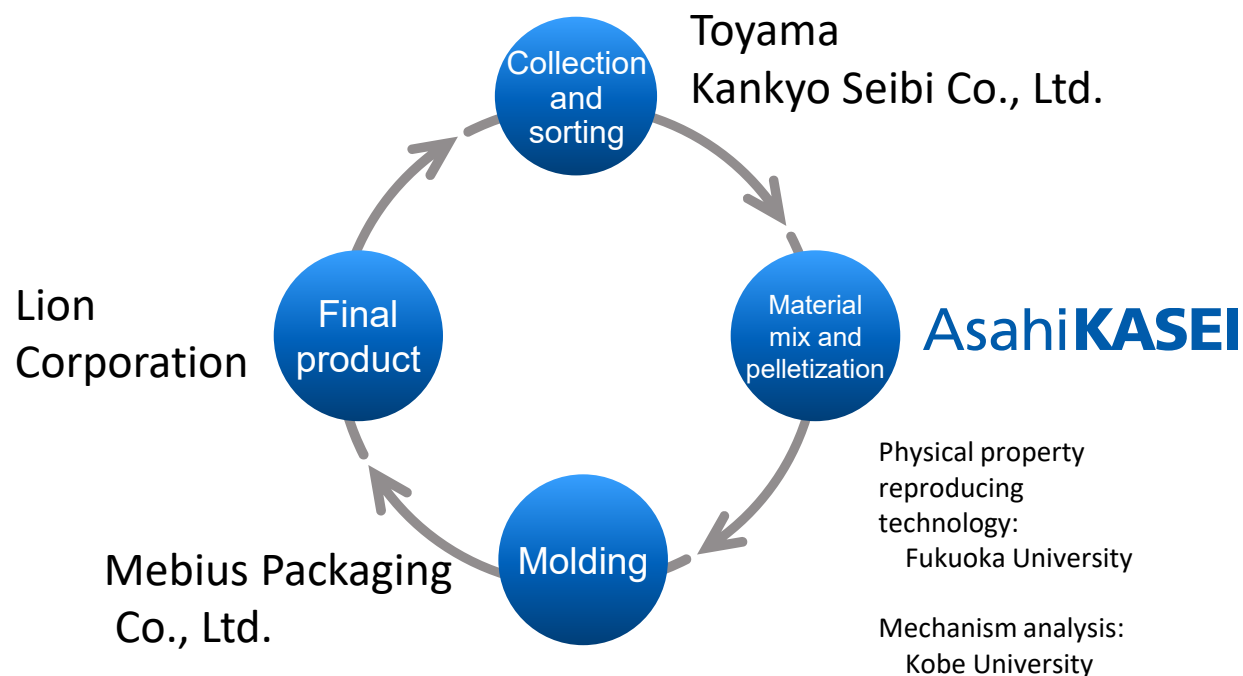 Collection
and
sorting
Toyama
Kankyo Seibi Co., Ltd.
Lion
Corporation
Final
product
Material
mix and
pelletization
AsahiKASEI
Physical property
reproducing
technology:
Fukuoka University
Mebius Packaging
Co., Ltd.
Molding
Mechanism analysis:
Kobe University